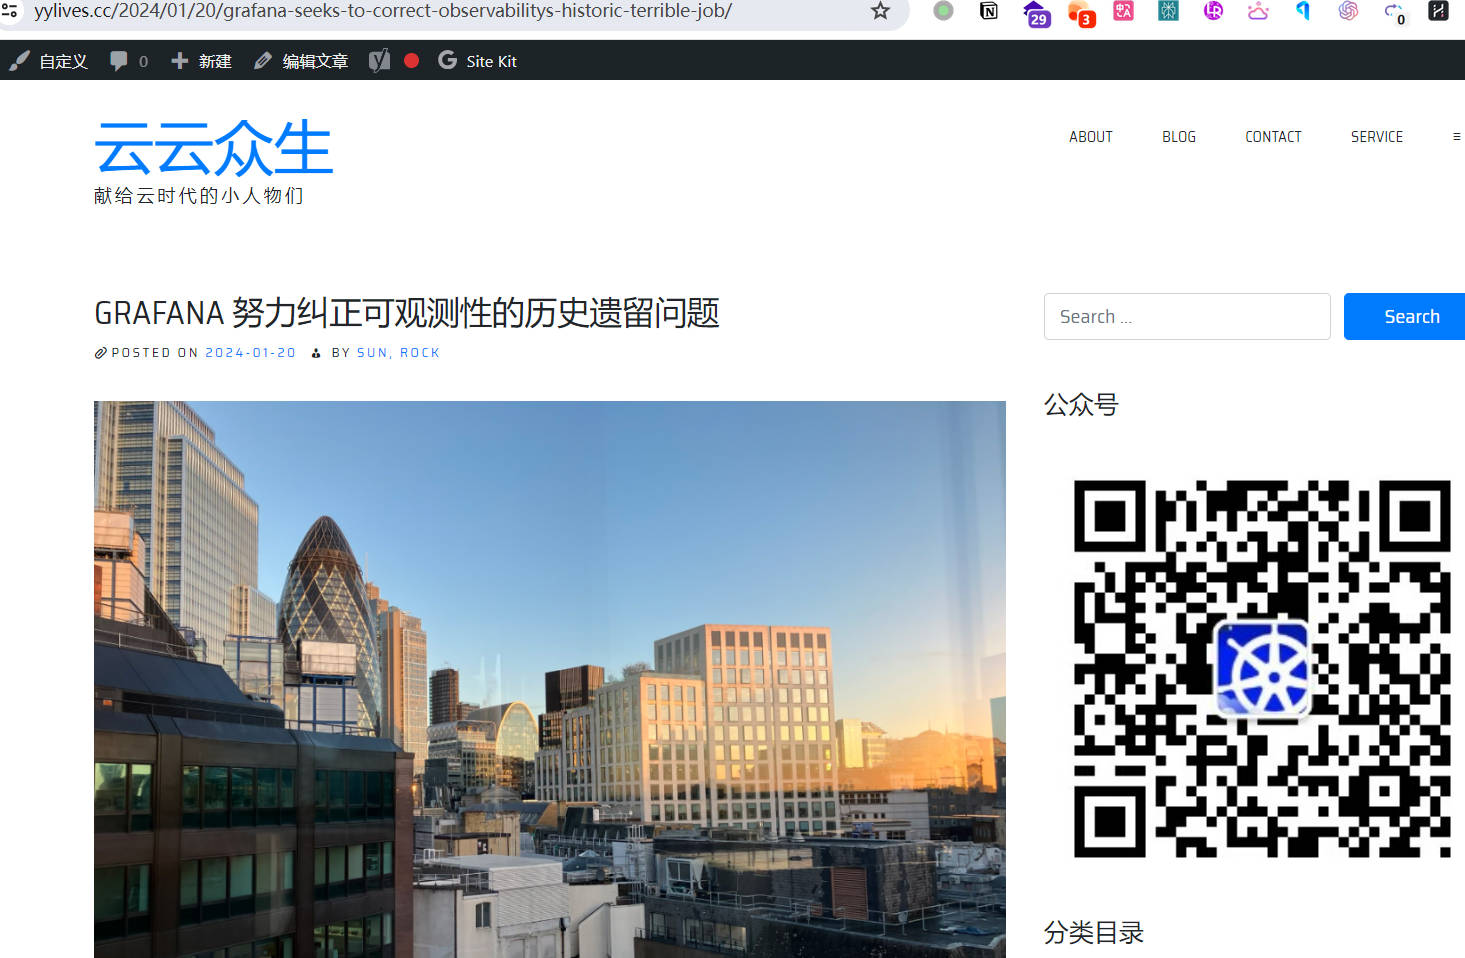 yylives.cc/2024/01/20/grafana-seeks-to-correct-observabilitys-historic-terrible-job/
29
3
0
自定义 0 新建 编辑文章 Site Kit
云云众生
献给云时代的小人物们
ABOUT BLOG CONTACT SERVICE
GRAFANA 努力纠正可观测性的历史遗留问题
POSTED ON 2024-01-20 BY SUN, ROCK
Search ...
Search
公众号
分类目录